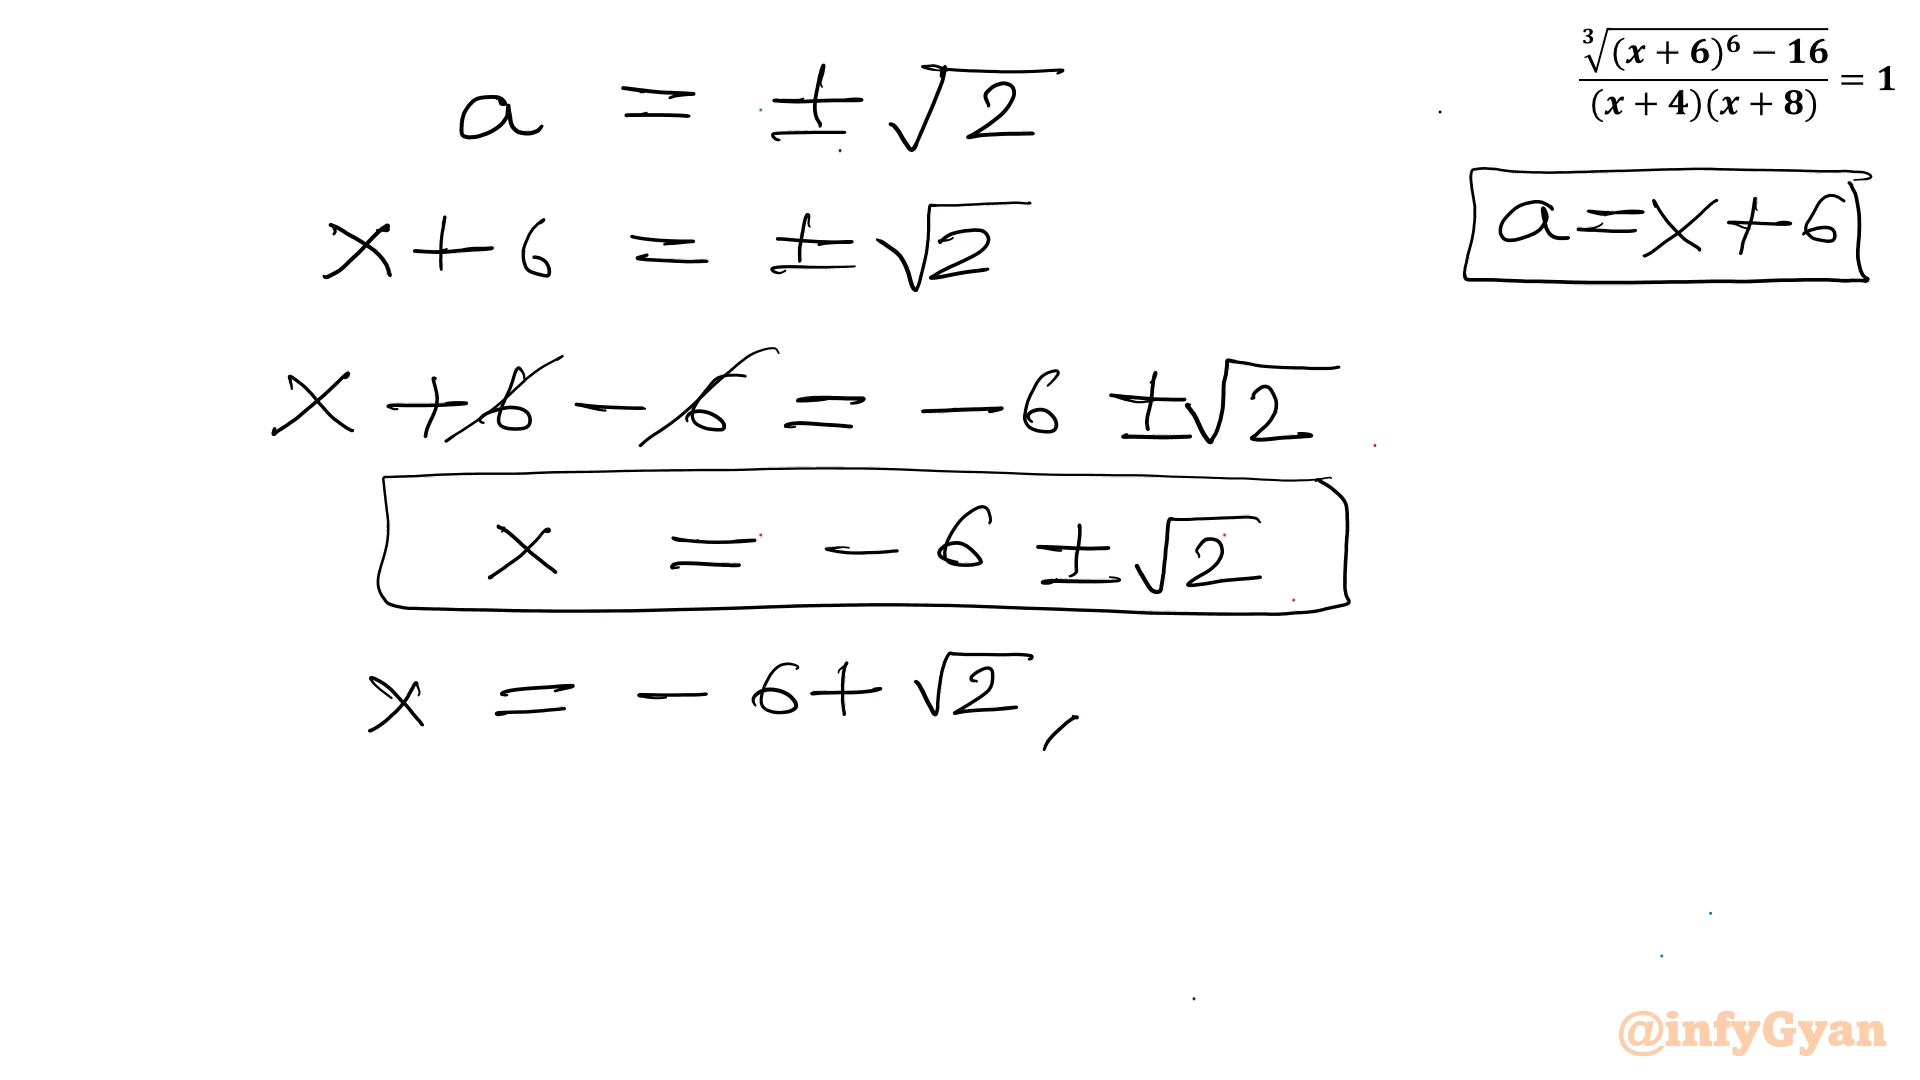 a = ±√2
∛((x + 6)⁶ − 16) / (x + 4)(x + 8) = 1
a = x + 6
x + 6 = ±√2
x + 6 − 6 = − 6 ± √2
x = − 6 ± √2
x = − 6 + √2 ,
@infyGyan